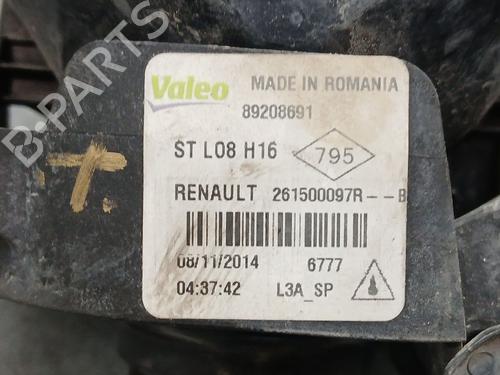 B-PARTS
Valeo MADE IN ROMANIA
89208691
ST L08 H16 795
RENAULT 261500097R--B
08/11/2014 6777
04:37:42 L3A_SP